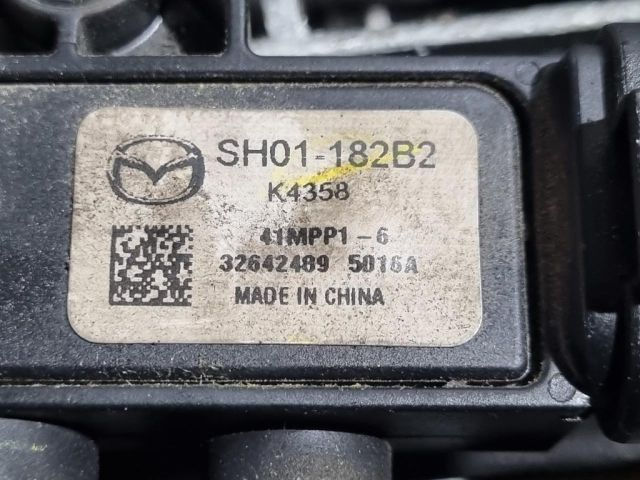 SH01-182B2
K4358
41MPP1-6
32642489 5016A
MADE IN CHINA